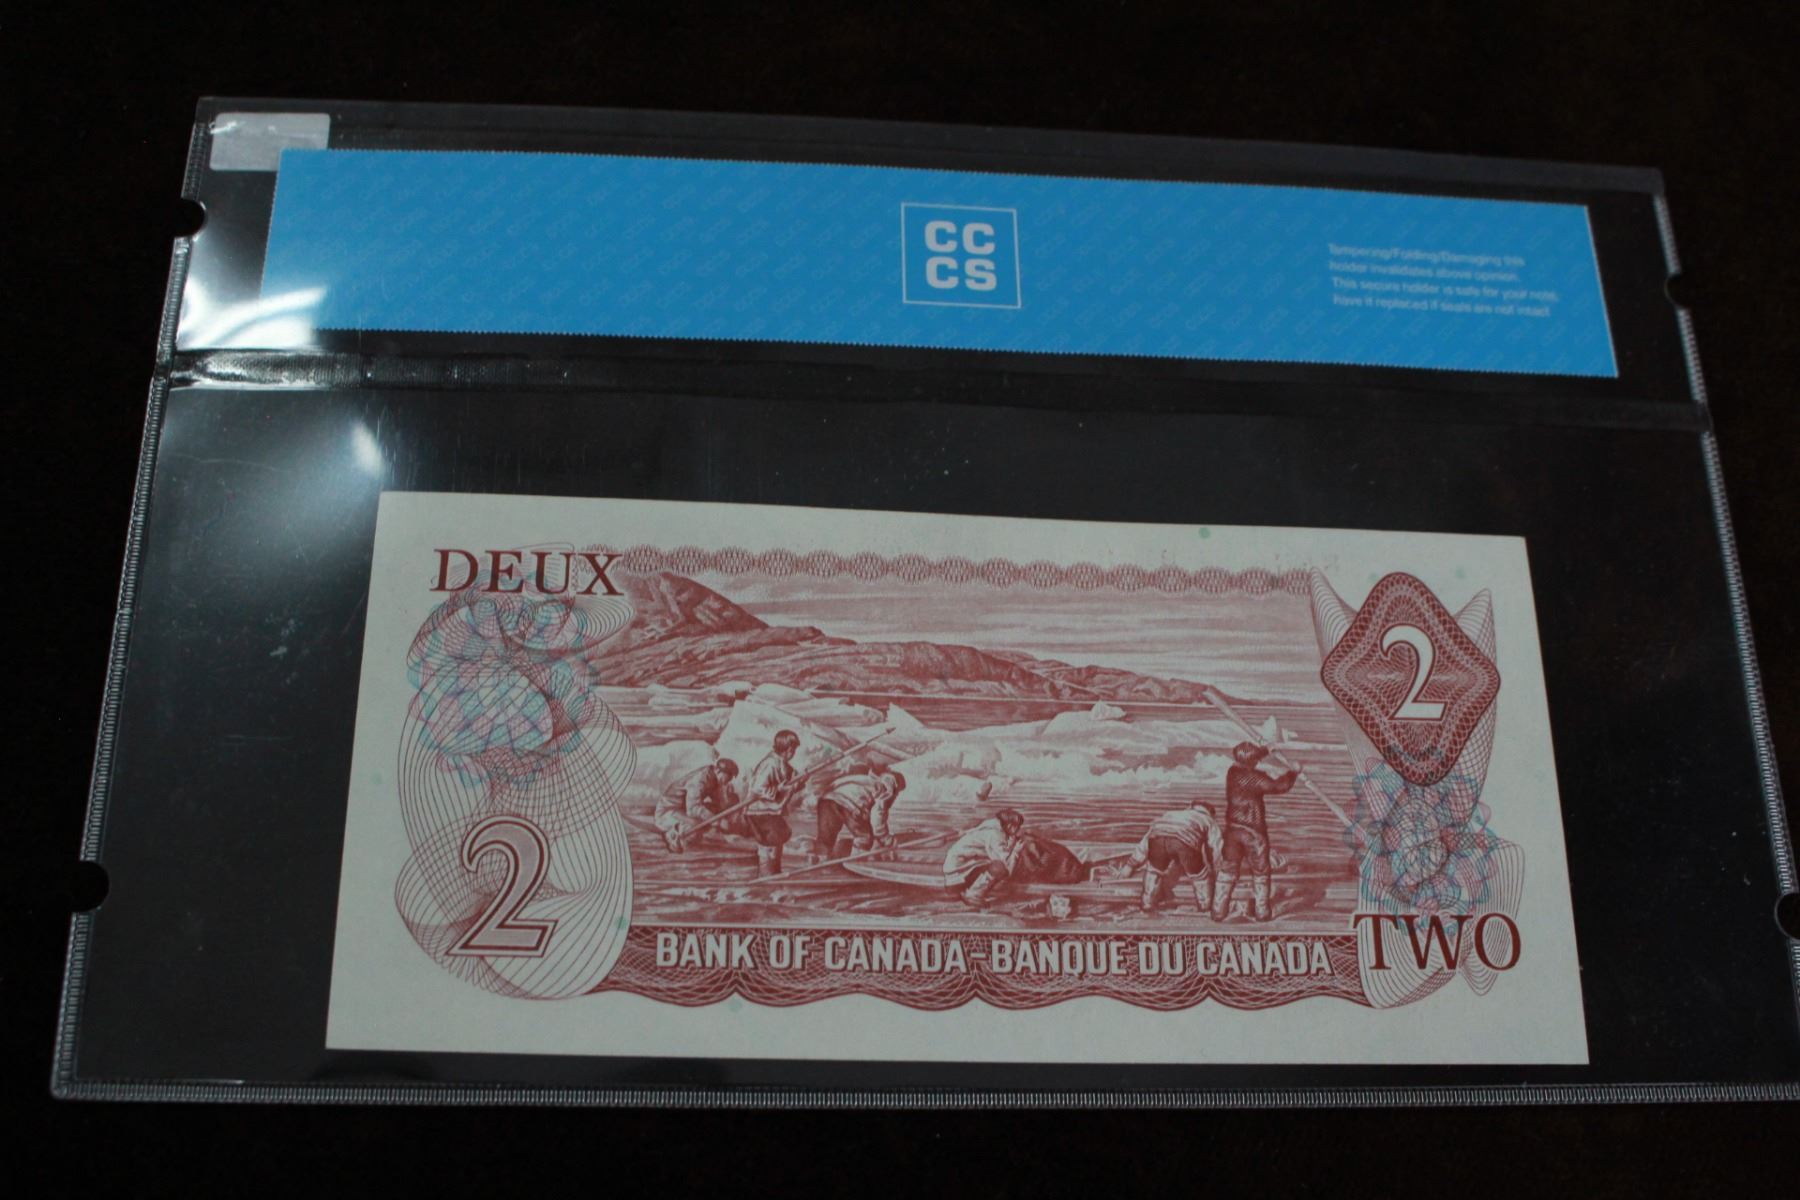 CC
CS
Tampering/Folding/Damaging this
holder invalidates above opinion.
This secure holder is safe for your note.
Have it replaced if seals are not intact
DEUX
2
2
BANK OF CANADA-BANQUE DU CANADA
TWO